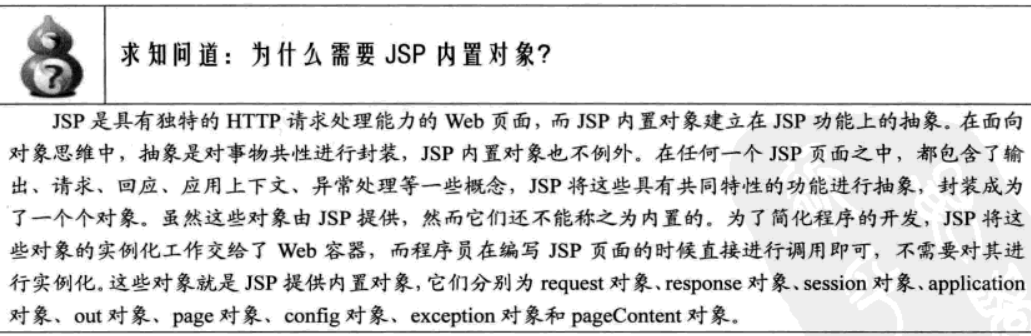 求知问道：为什么需要 JSP 内置对象？
JSP 是具有独特的 HTTP 请求处理能力的 Web 页面，而 JSP 内置对象建立在 JSP 功能上的抽象。在面向
对象思维中，抽象是对事物共性进行封装，JSP 内置对象也不例外。在任何一个 JSP 页面之中，都包含了输
出、请求、回应、应用上下文、异常处理等一些概念，JSP 将这些具有共同特性的功能进行抽象，封装成为
了一个个对象。虽然这些对象由 JSP 提供，然而它们还不能称之为内置的。为了简化程序的开发，JSP 将这
些对象的实例化工作交给了 Web 容器，而程序员在编写 JSP 页面的时候直接进行调用即可，不需要对其进
行实例化。这些对象就是 JSP 提供内置对象，它们分别为 request 对象、response 对象、session 对象、application
对象、out 对象、page 对象、config 对象、exception 对象和 pageContent 对象。